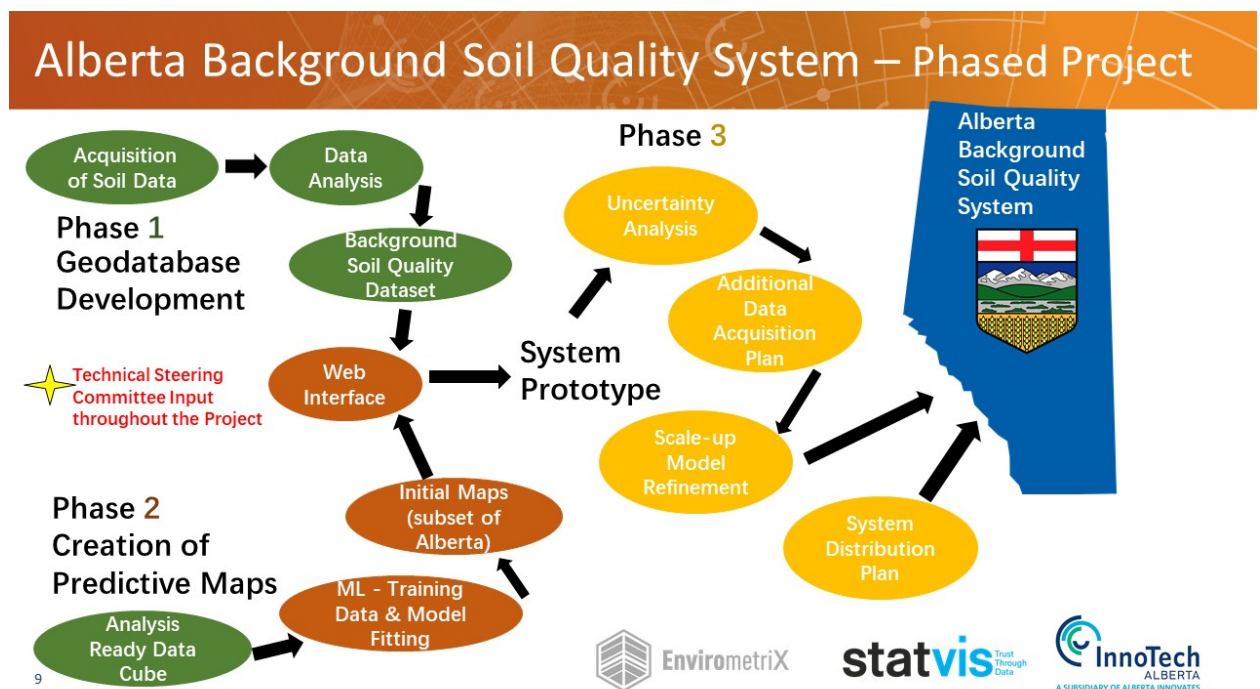 Alberta Background Soil Quality System – Phased Project
Acquisition
of Soil Data
Data
Analysis
Phase 1
Geodatabase
Development
Background
Soil Quality
Dataset
Technical Steering
Committee Input
throughout the Project
Web
Interface
System
Prototype
Phase 2
Creation of
Predictive Maps
Initial Maps
(subset of
Alberta)
ML - Training
Data & Model
Fitting
Analysis
Ready Data
Cube
Phase 3
Uncertainty
Analysis
Additional
Data
Acquisition
Plan
Scale-up
Model
Refinement
System
Distribution
Plan
Alberta
Background
Soil Quality
System
9
EnvirometriX
statvis
Trust
Through
Data
InnoTech
ALBERTA
A SUBSIDIARY OF ALBERTA INNOVATES